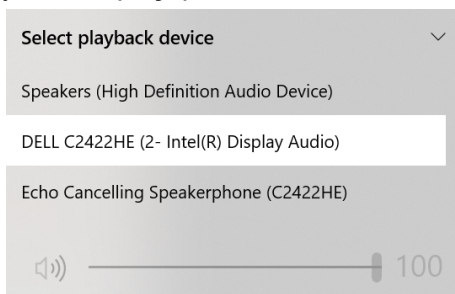 Select playback device
Speakers (High Definition Audio Device)
DELL C2422HE (2- Intel(R) Display Audio)
Echo Cancelling Speakerphone (C2422HE)
100